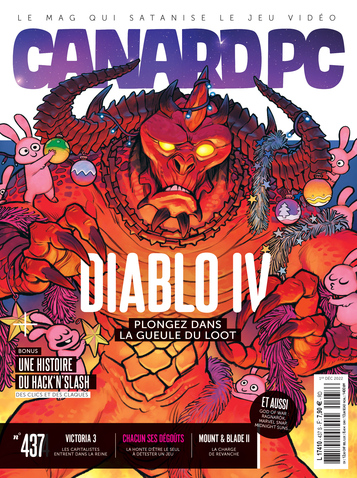 LE MAG QUI SATANISE LE JEU VIDÉO
CANARD PC
DIABLO IV
PLONGEZ DANS
LA GUEULE DU LOOT
BONUS
UNE HISTOIRE
DU HACK'N'SLASH
DES CLICS ET DES CLAQUES
1ER DÉC 2022
ET AUSSI
GOD OF WAR :
RAGNARÖK,
MARVEL SNAP,
MIDNIGHT SUNS
N° 437
VICTORIA 3
LES CAPITALISTES
ENTRENT DANS LA REINE
CHACUN SES DÉGOÛTS
LA HONTE D'ÊTRE LE SEUL
À DÉTESTER UN JEU
MOUNT & BLADE II
LA CHARGE
DE REVANCHE
L 17410 - 437 S - F: 7,90 € - RD